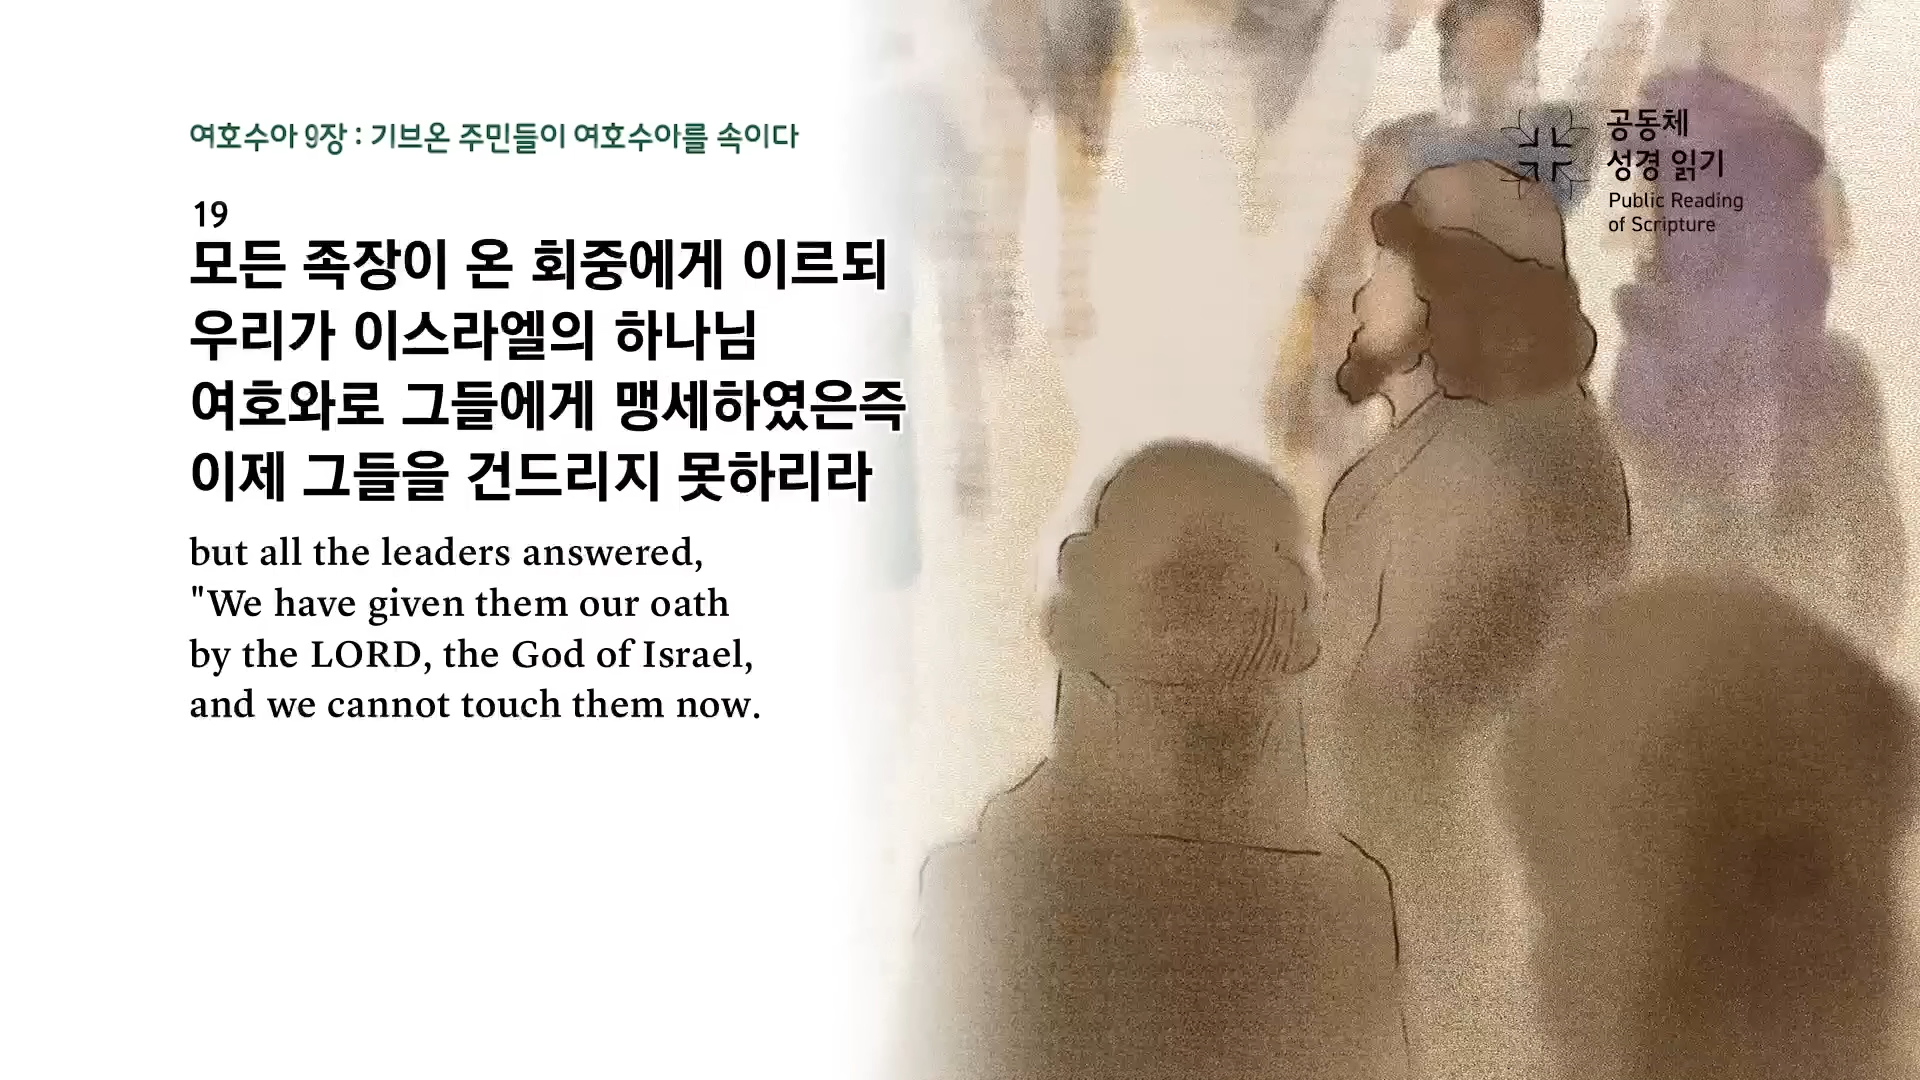 여호수아 9장 : 기브온 주민들이 여호수아를 속이다
19
모든 족장이 온 회중에게 이르되
우리가 이스라엘의 하나님
여호와로 그들에게 맹세하였은즉
이제 그들을 건드리지 못하리라
but all the leaders answered,
"We have given them our oath
by the LORD, the God of Israel,
and we cannot touch them now.
공동체
성경 읽기
Public Reading
of Scripture